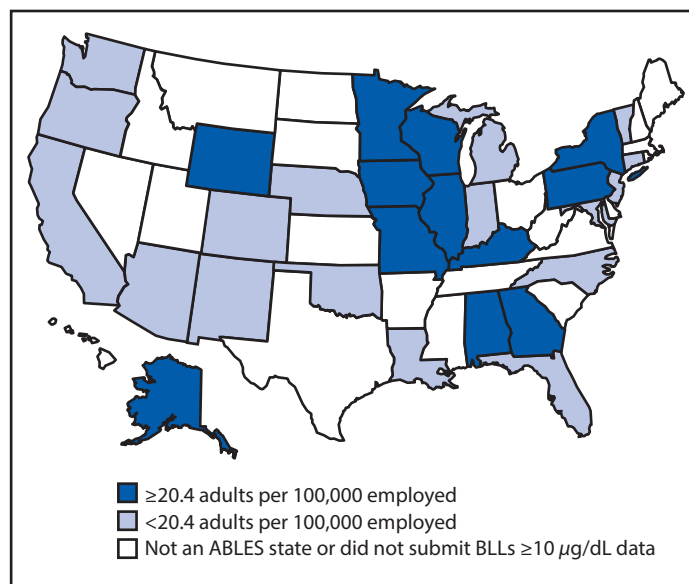 ≥20.4 adults per 100,000 employed
<20.4 adults per 100,000 employed
Not an ABLES state or did not submit BLLs ≥10 µg/dL data